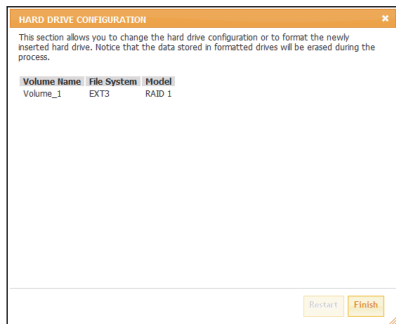 HARD DRIVE CONFIGURATION
This section allows you to change the hard drive configuration or to format the newly
inserted hard drive. Notice that the data stored in formatted drives will be erased during the
process.
Volume Name File System Model
Volume_1 EXT3 RAID 1
Restart Finish